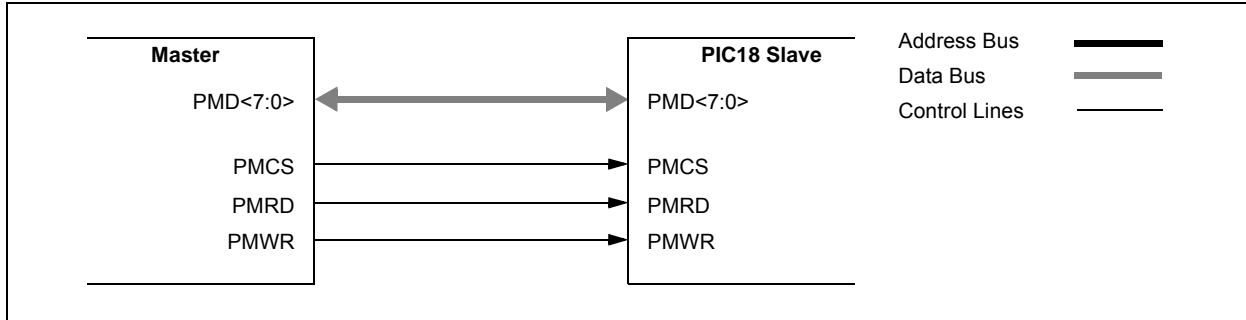 Master
PMD<7:0>
PMCS
PMRD
PMWR
PIC18 Slave
PMD<7:0>
PMCS
PMRD
PMWR
Address Bus
Data Bus
Control Lines